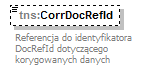 tns:CorrDocRefId
Referencja do identyfikatora
DocRefId dotyczącego
korygowanych danych